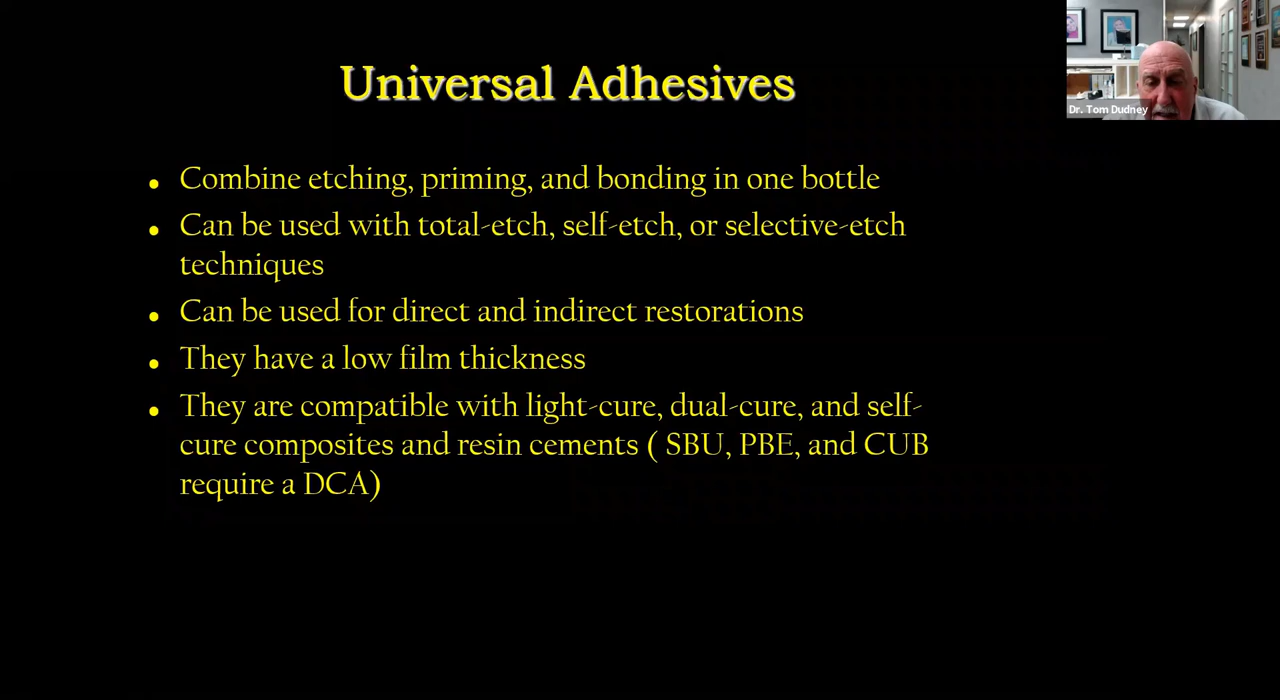 Universal Adhesives
Dr. Tom Dudney
• Combine etching, priming, and bonding in one bottle
• Can be used with total-etch, self-etch, or selective-etch
techniques
• Can be used for direct and indirect restorations
• They have a low film thickness
• They are compatible with light-cure, dual-cure, and self-
cure composites and resin cements ( SBU, PBE, and CUB
require a DCA)